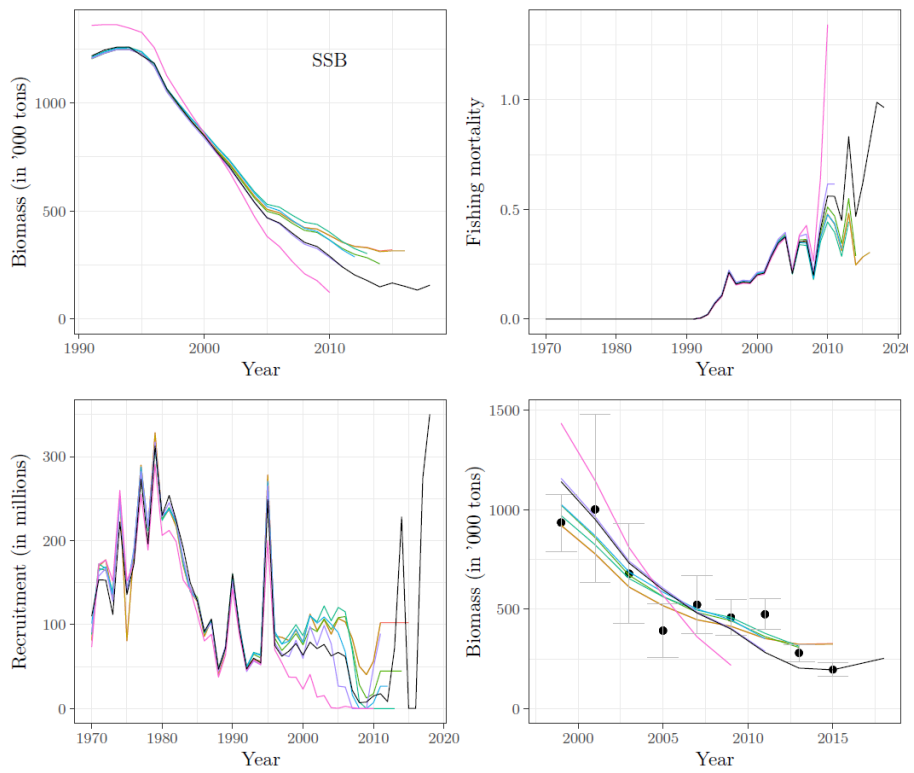 SSB
Biomass (in '000 tons)
1000
500
0
1990 2000 2010
Year
Fishing mortality
1.0
0.5
0.0
1970 1980 1990 2000 2010 2020
Year
Recruitment (in millions)
300
200
100
0
1970 1980 1990 2000 2010 2020
Year
Biomass (in '000 tons)
1500
1000
500
0
2000 2005 2010 2015
Year